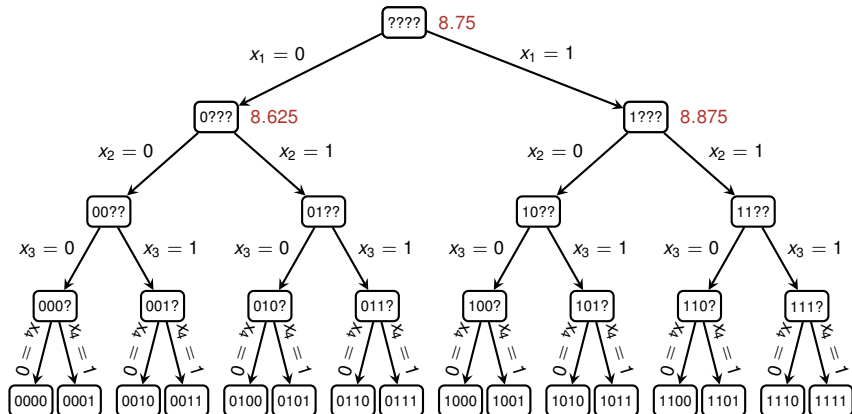 ???? 8.75
x₁ = 0 x₁ = 1
0??? 8.625 1??? 8.875
x₂ = 0 x₂ = 1 x₂ = 0 x₂ = 1
00?? 01?? 10?? 11??
x₃ = 0 x₃ = 1 x₃ = 0 x₃ = 1 x₃ = 0 x₃ = 1 x₃ = 0 x₃ = 1
000? 001? 010? 011? 100? 101? 110? 111?
x₄ = 0 x₄ = 1 x₄ = 0 x₄ = 1 x₄ = 0 x₄ = 1 x₄ = 0 x₄ = 1 x₄ = 0 x₄ = 1 x₄ = 0 x₄ = 1 x₄ = 0 x₄ = 1 x₄ = 0 x₄ = 1
0000 0001 0010 0011 0100 0101 0110 0111 1000 1001 1010 1011 1100 1101 1110 1111